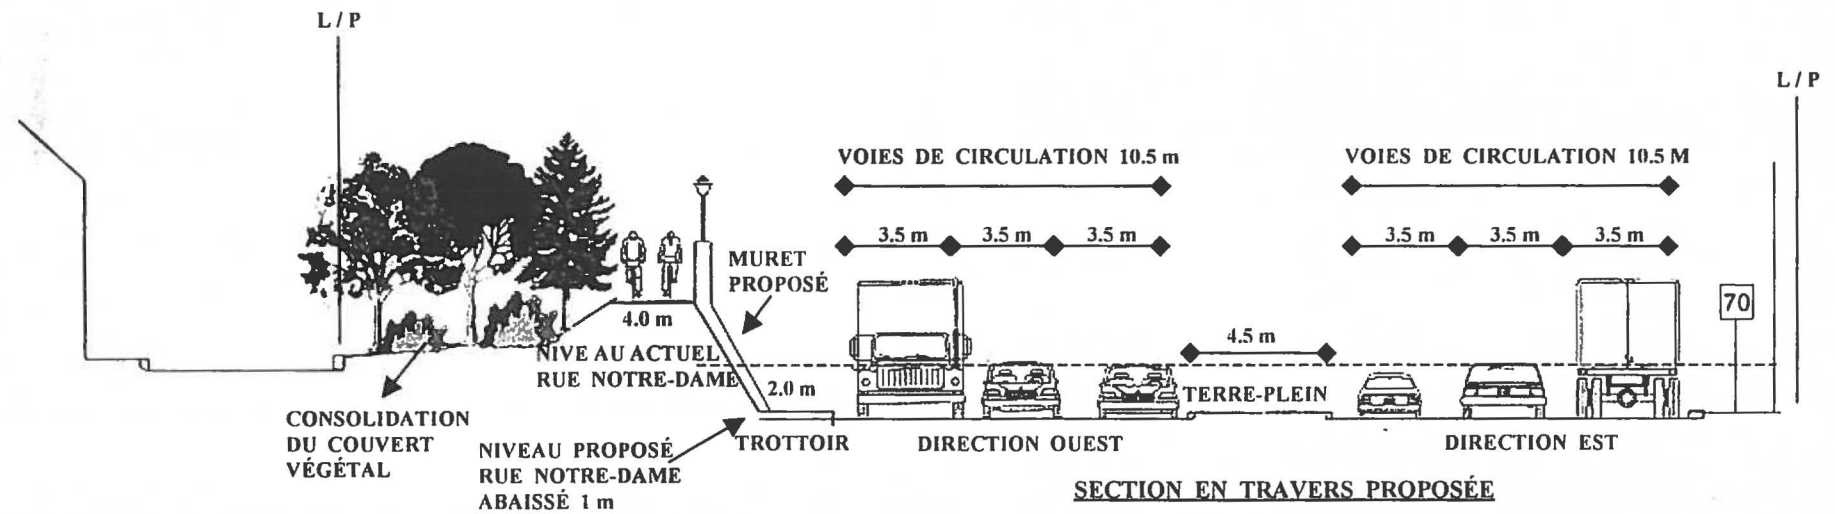 L / P
L / P
VOIES DE CIRCULATION 10.5 m
VOIES DE CIRCULATION 10.5 M
3.5 m
3.5 m
3.5 m
3.5 m
3.5 m
3.5 m
MURET
PROPOSÉ
70
4.0 m
4.5 m
NIVEAU ACTUEL
RUE NOTRE-DAME
2.0 m
TERRE-PLEIN
CONSOLIDATION
DU COUVERT
VÉGÉTAL
NIVEAU PROPOSÉ
RUE NOTRE-DAME
ABAISSÉ 1 m
TROTTOIR
DIRECTION OUEST
DIRECTION EST
SECTION EN TRAVERS PROPOSÉE